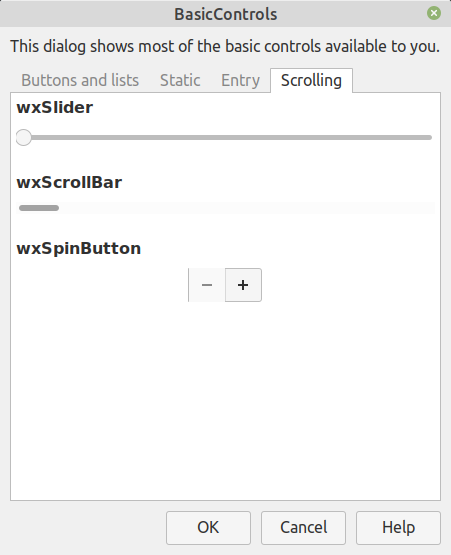 BasicControls
This dialog shows most of the basic controls available to you.
Buttons and lists Static Entry Scrolling
wxSlider
wxScrollBar
wxSpinButton
− +
OK Cancel Help